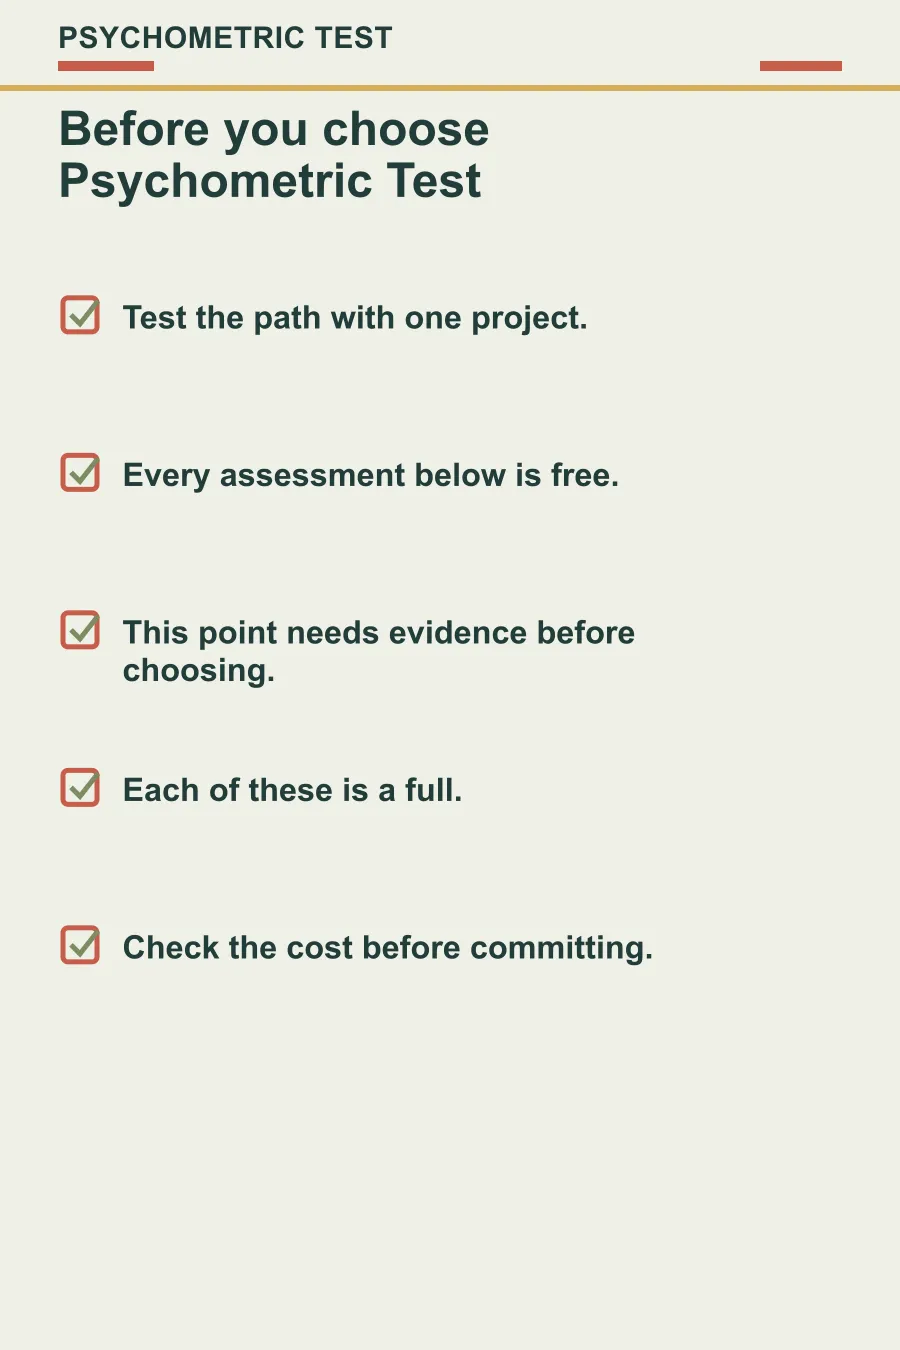 PSYCHOMETRIC TEST
Before you choose
Psychometric Test
Test the path with one project.
Every assessment below is free.
This point needs evidence before
choosing.
Each of these is a full.
Check the cost before committing.